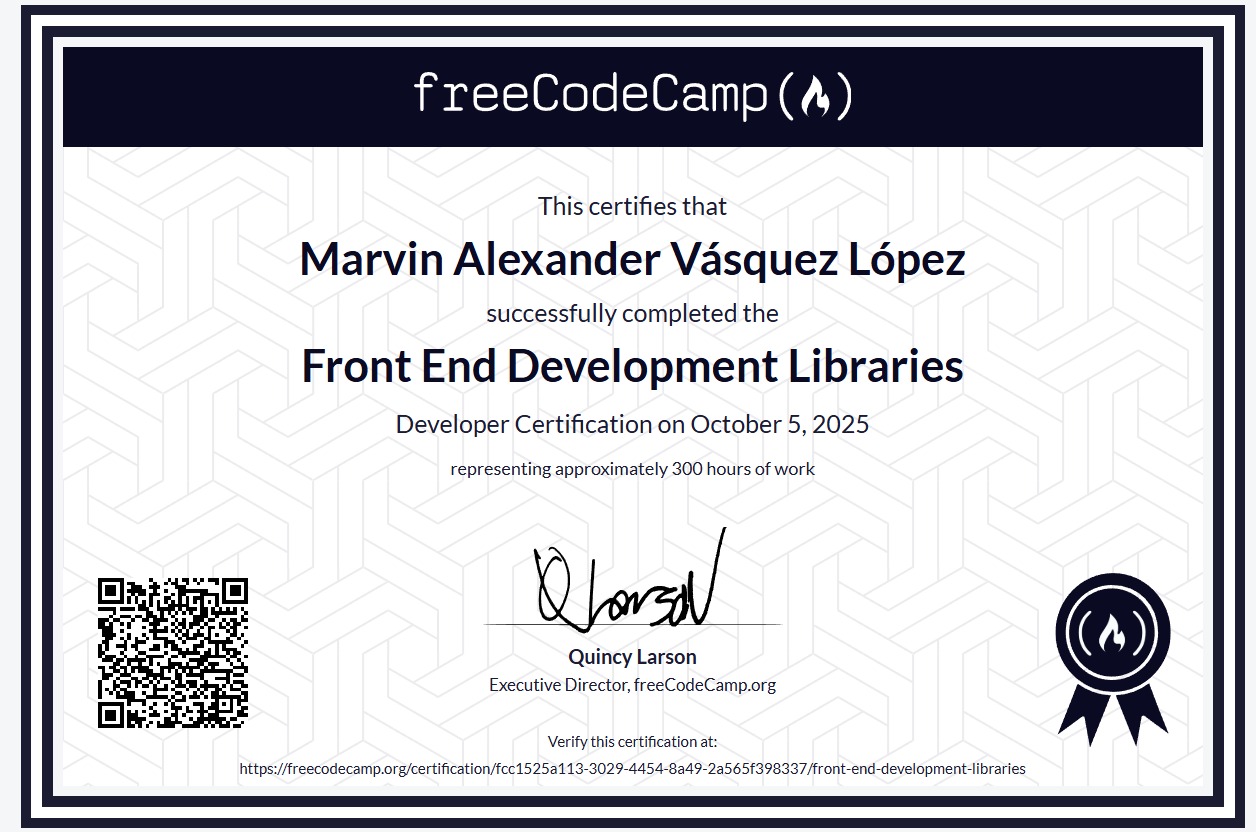 freeCodeCamp
This certifies that
Marvin Alexander Vásquez López
successfully completed the
Front End Development Libraries
Developer Certification on October 5, 2025
representing approximately 300 hours of work
Quincy Larson
Executive Director, freeCodeCamp.org
Verify this certification at:
https://freecodecamp.org/certification/fcc1525a113-3029-4454-8a49-2a565f398337/front-end-development-libraries